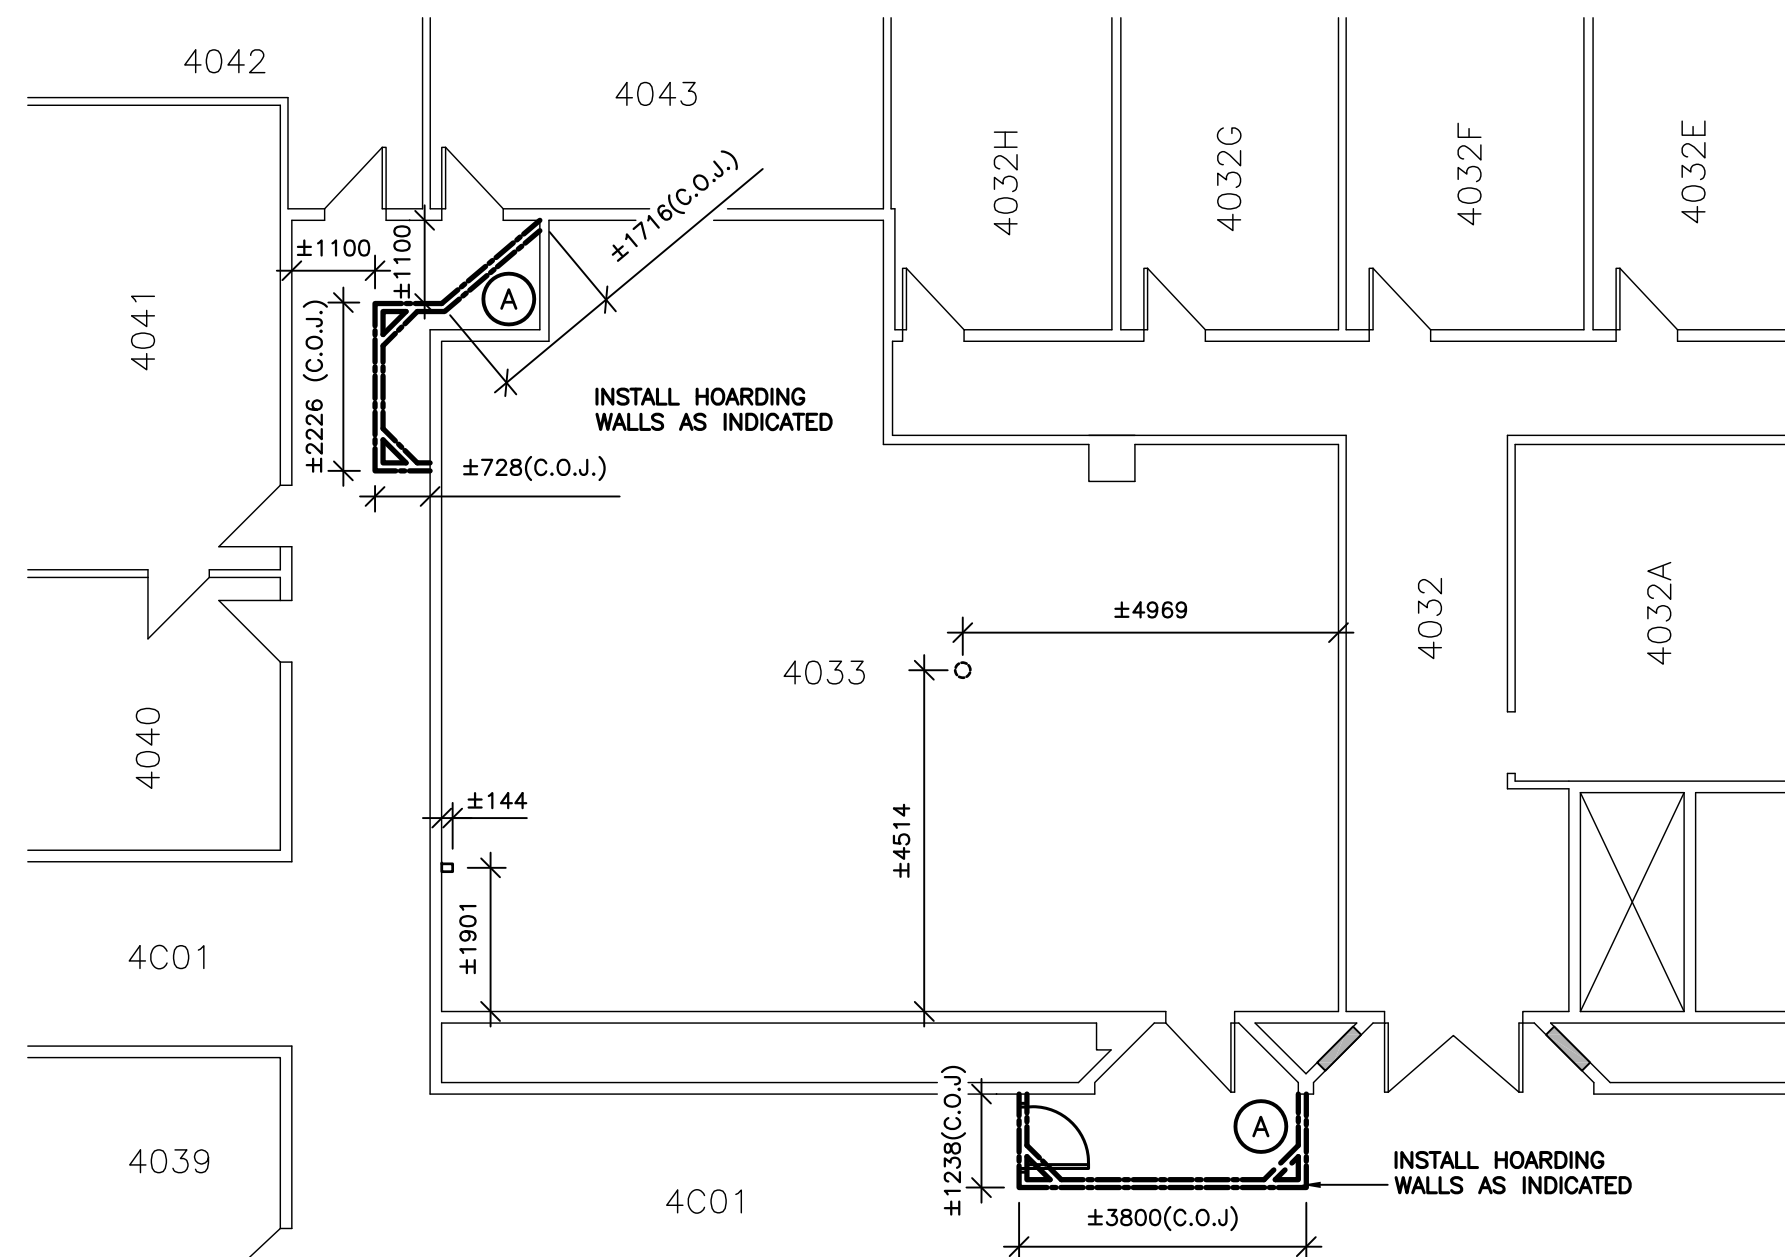 4042
4043
4032H
4032G
4032F
4032E
±1716(C.O.J.)
±1100
±1100
A
4041
±2226 (C.O.J.)
INSTALL HOARDING
WALLS AS INDICATED
±728(C.O.J.)
±4969
4032
4032A
4033
4040
±144
±4514
±1901
4C01
4039
4C01
±1238(C.O.J)
A
INSTALL HOARDING
WALLS AS INDICATED
±3800(C.O.J)